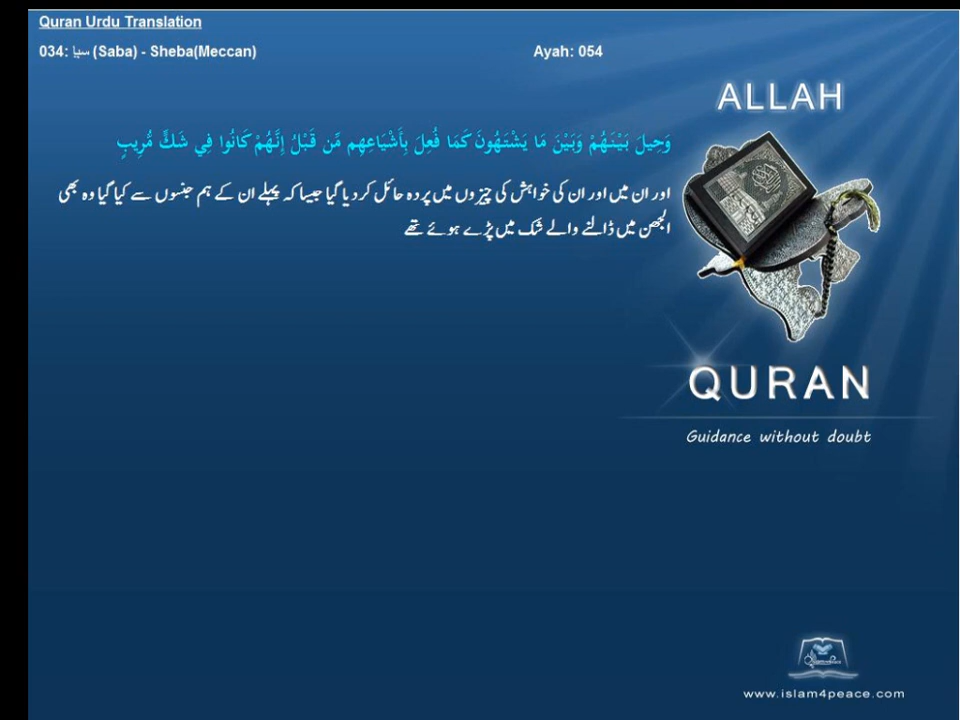 Quran Urdu Translation
034: سبا (Saba) - Sheba(Meccan) Ayah: 054
ALLAH
وَحِيلَ بَيْنَهُمْ وَبَيْنَ مَا يَشْتَهُونَ كَمَا فُعِلَ بِأَشْيَاعِهِم مِّن قَبْلُ إِنَّهُمْ كَانُوا فِي شَكٍّ مُّرِيبٍ
اور ان میں اور ان کی خواہش کی چیزوں میں پردہ حائل کر دیا گیا جیسا کہ پہلے ان کے ہم جنسوں سے کیا گیا وہ بھی
الجھن میں ڈالنے والے شک میں پڑے ہوئے تھے
QURAN
Guidance without doubt
www.islam4peace.com